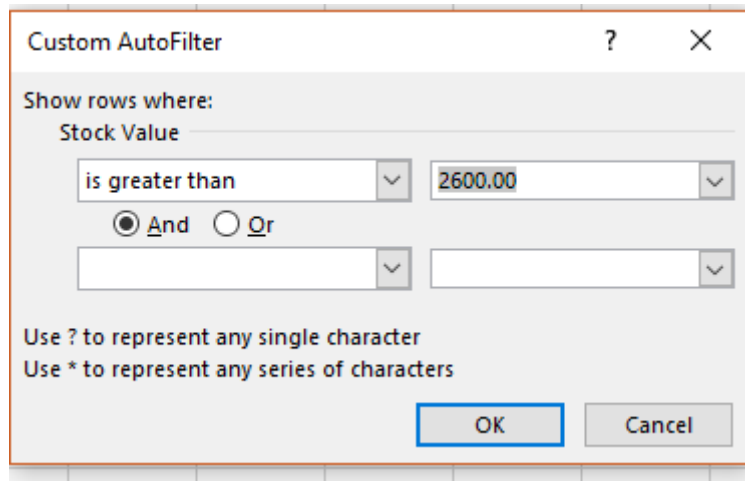 Custom AutoFilter ?
Show rows where:
Stock Value
is greater than 2600.00
And Or
Use ? to represent any single character
Use * to represent any series of characters
OK Cancel